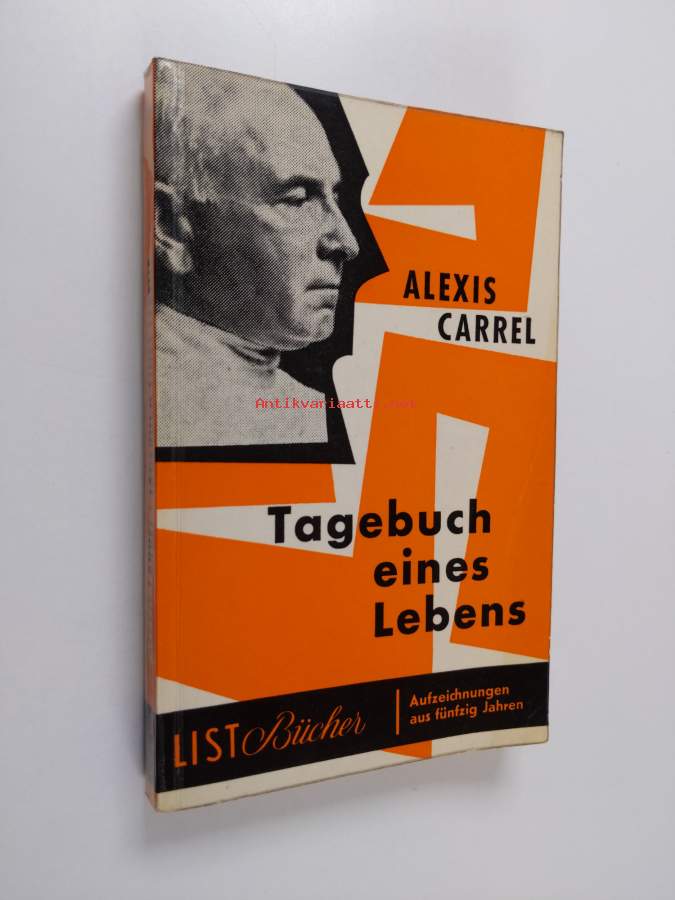 ALEXIS
CARREL
Antikvariaatti.net
Tagebuch
eines
Lebens
LIST Bücher
Aufzeichnungen
aus fünfzig Jahren